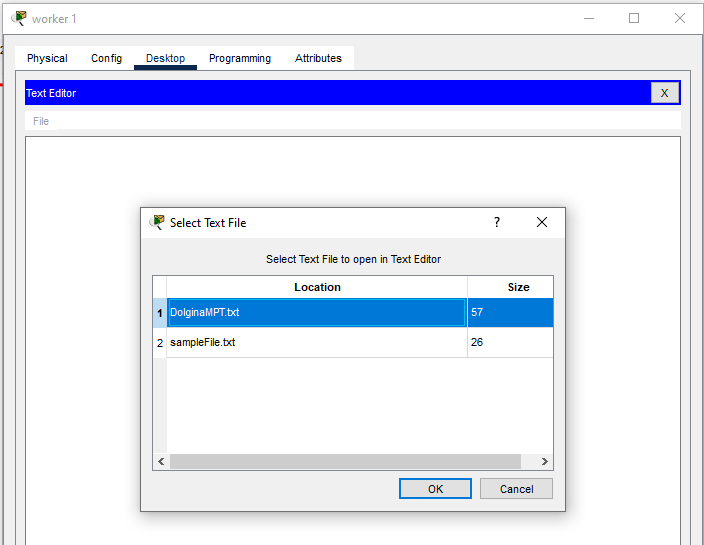 worker 1
Physical Config Desktop Programming Attributes
Text Editor X
File
Select Text File ?
Select Text File to open in Text Editor
Location Size
1 DolginaMPT.txt 57
2 sampleFile.txt 26
OK Cancel